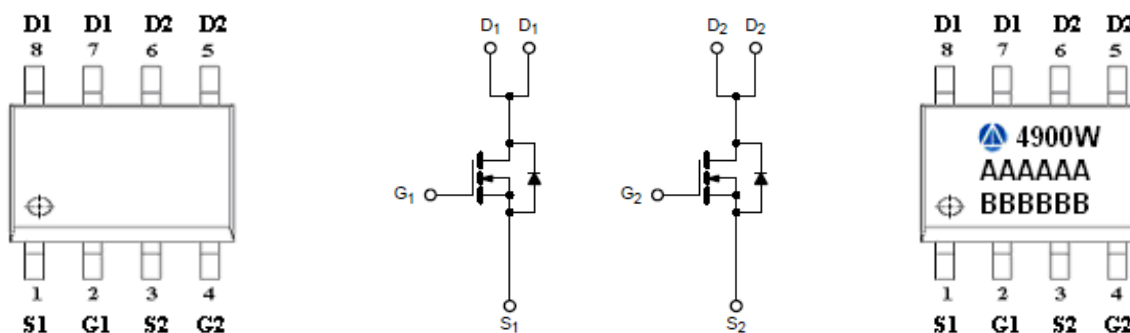 D1 D1 D2 D2
8 7 6 5
1 2 3 4
S1 G1 S2 G2
D1 D1
G1
S1
D2 D2
G2
S2
D1 D1 D2 D2
8 7 6 5
4900W
AAAAAA
BBBBBB
1 2 3 4
S1 G1 S2 G2